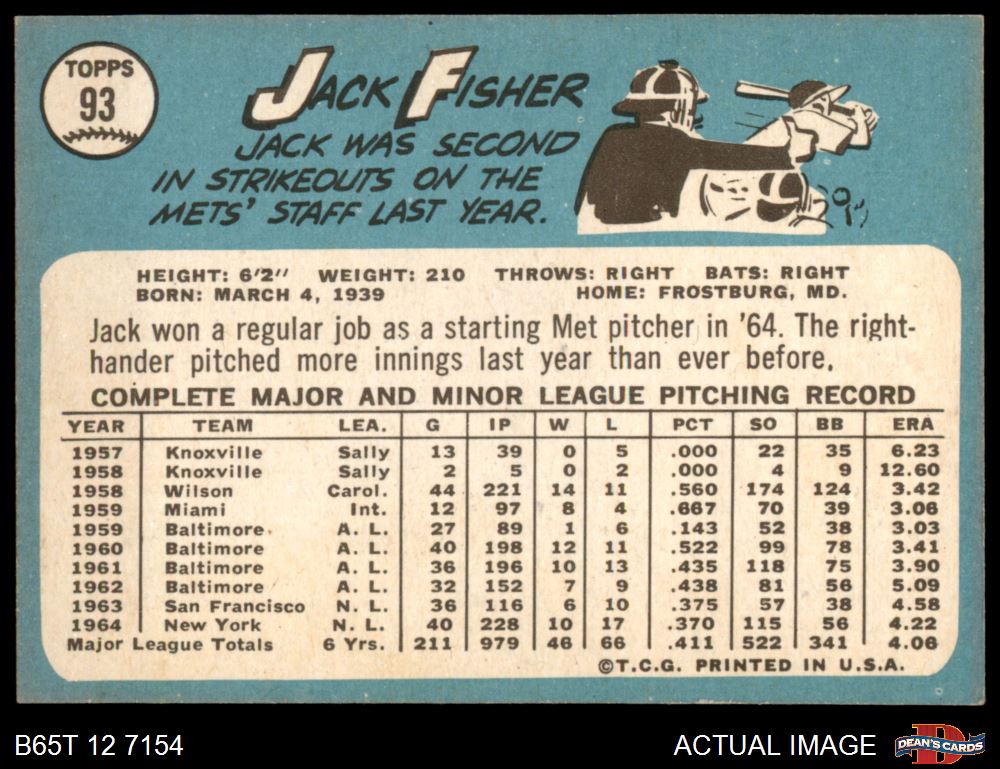 TOPPS
93
JACK FISHER
JACK WAS SECOND
IN STRIKEOUTS ON THE
METS' STAFF LAST YEAR.
HEIGHT: 6'2" WEIGHT: 210 THROWS: RIGHT BATS: RIGHT
BORN: MARCH 4, 1939 HOME: FROSTBURG, MD.
Jack won a regular job as a starting Met pitcher in '64. The right-
hander pitched more innings last year than ever before.
COMPLETE MAJOR AND MINOR LEAGUE PITCHING RECORD
YEAR TEAM LEA. G IP W L PCT SO BB ERA
1957 Knoxville Sally 13 39 0 5 .000 22 35 6.23
1958 Knoxville Sally 2 5 0 2 .000 4 9 12.60
1958 Wilson Carol. 44 221 14 11 .560 174 124 3.42
1959 Miami Int. 12 97 8 4 .667 70 39 3.06
1959 Baltimore A. L. 27 89 1 6 .143 52 38 3.03
1960 Baltimore A. L. 40 198 12 11 .522 99 78 3.41
1961 Baltimore A. L. 36 196 10 13 .435 118 75 3.90
1962 Baltimore A. L. 32 152 7 9 .438 81 56 5.09
1963 San Francisco N. L. 36 116 6 10 .375 57 38 4.58
1964 New York N. L. 40 228 10 17 .370 115 56 4.22
Major League Totals 6 Yrs. 211 979 46 66 .411 522 341 4.06
©T.C.G. PRINTED IN U.S.A.
B65T 12 7154 ACTUAL IMAGE D DEAN'S CARDS